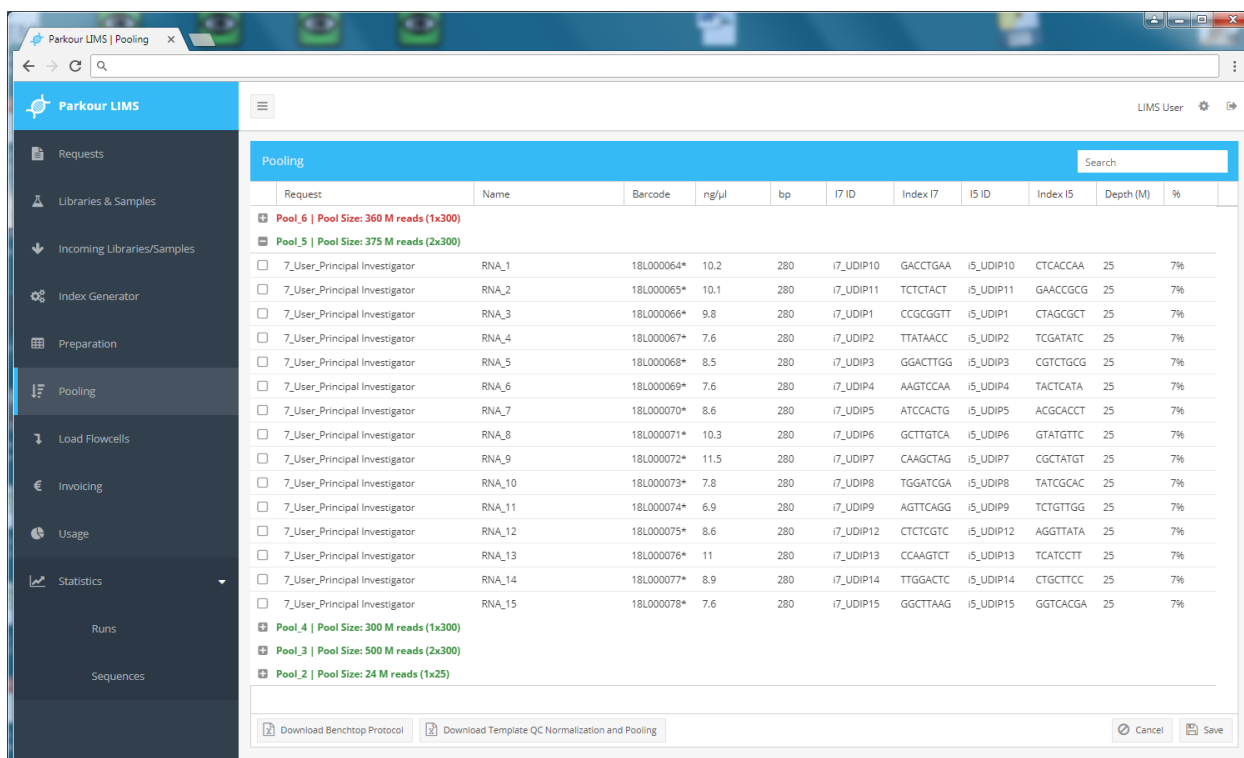 Parkour LIMS | Pooling
Parkour LIMS
LIMS User
Requests
Libraries & Samples
Incoming Libraries/Samples
Index Generator
Preparation
Pooling
Load Flowcells
Invoicing
Usage
Statistics
Runs
Sequences
Pooling
Search
Request Name Barcode ng/µl bp I7 ID Index I7 I5 ID Index I5 Depth (M) %
Pool_6 | Pool Size: 360 M reads (1x300)
Pool_5 | Pool Size: 375 M reads (2x300)
7_User_Principal Investigator RNA_1 18L000064* 10.2 280 i7_UDIP10 GACCTGAA i5_UDIP10 CTCACCAA 25 7%
7_User_Principal Investigator RNA_2 18L000065* 10.1 280 i7_UDIP11 TCTCTACT i5_UDIP11 GAACCGCG 25 7%
7_User_Principal Investigator RNA_3 18L000066* 9.8 280 i7_UDIP1 CCGCGGTT i5_UDIP1 CTAGCGCT 25 7%
7_User_Principal Investigator RNA_4 18L000067* 7.6 280 i7_UDIP2 TTATAACC i5_UDIP2 TCGATATC 25 7%
7_User_Principal Investigator RNA_5 18L000068* 8.5 280 i7_UDIP3 GGACTTGG i5_UDIP3 CGTCTGCG 25 7%
7_User_Principal Investigator RNA_6 18L000069* 7.6 280 i7_UDIP4 AAGTCCAA i5_UDIP4 TACTCATA 25 7%
7_User_Principal Investigator RNA_7 18L000070* 8.6 280 i7_UDIP5 ATCCACTG i5_UDIP5 ACGCACCT 25 7%
7_User_Principal Investigator RNA_8 18L000071* 10.3 280 i7_UDIP6 GCTTGTCA i5_UDIP6 GTATGTTC 25 7%
7_User_Principal Investigator RNA_9 18L000072* 11.5 280 i7_UDIP7 CAAGCTAG i5_UDIP7 CGCTATGT 25 7%
7_User_Principal Investigator RNA_10 18L000073* 7.8 280 i7_UDIP8 TGGATCGA i5_UDIP8 TATCGCAC 25 7%
7_User_Principal Investigator RNA_11 18L000074* 6.9 280 i7_UDIP9 AGTTCAGG i5_UDIP9 TCTGTTGG 25 7%
7_User_Principal Investigator RNA_12 18L000075* 8.6 280 i7_UDIP12 CTCTCGTC i5_UDIP12 AGGTTATA 25 7%
7_User_Principal Investigator RNA_13 18L000076* 11 280 i7_UDIP13 CCAAGTCT i5_UDIP13 TCATCCTT 25 7%
7_User_Principal Investigator RNA_14 18L000077* 8.9 280 i7_UDIP14 TTGGACTC i5_UDIP14 CTGCTTCC 25 7%
7_User_Principal Investigator RNA_15 18L000078* 7.6 280 i7_UDIP15 GGCTTAAG i5_UDIP15 GGTCACGA 25 7%
Pool_4 | Pool Size: 300 M reads (1x300)
Pool_3 | Pool Size: 500 M reads (2x300)
Pool_2 | Pool Size: 24 M reads (1x25)
Download Benchtop Protocol Download Template QC Normalization and Pooling Cancel Save